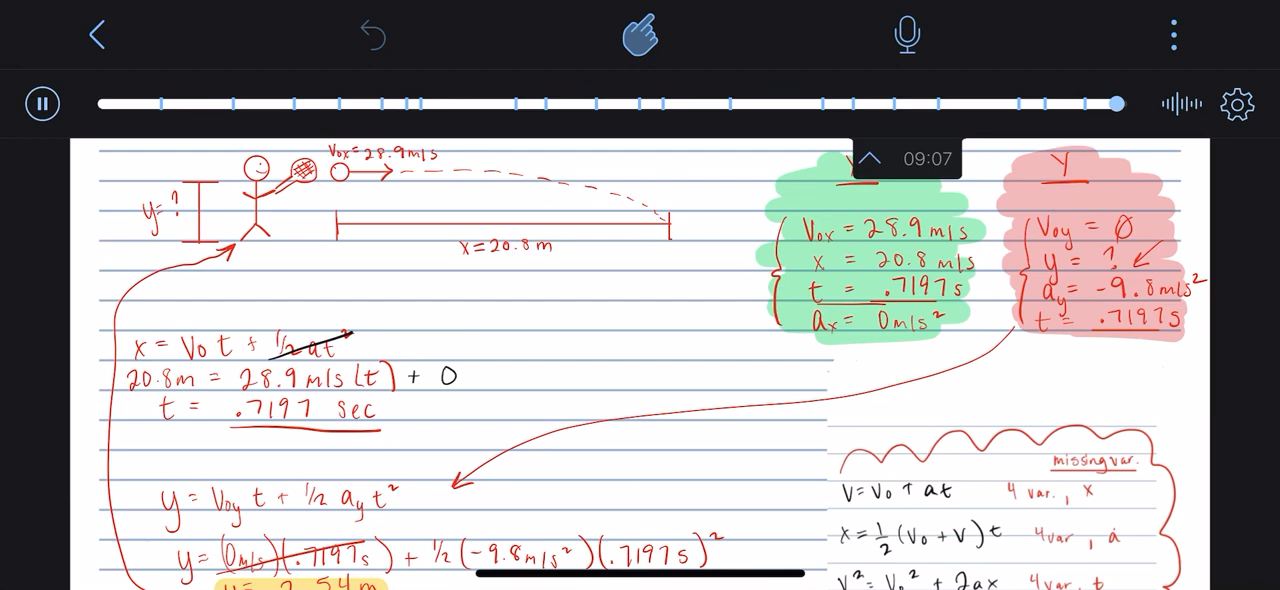 09:07
Vox = 28.9 m/s
y = ?
x = 20.8 m
Vox = 28.9 m/s
x = 20.8 m/s
t = .7197 s
ax = 0 m/s²
Y
Voy = Ø
y = ?
ay = -9.8 m/s²
t = .7197 s
x = Vo t + 1/2 at²
20.8 m = 28.9 m/s (t) + 0
t = .7197 sec
y = Voy t + 1/2 ay t²
y = (0 m/s)(.7197 s) + 1/2 (-9.8 m/s²)(.7197 s)²
missing var.
V = Vo + at 4 var., x
x = 1/2 (Vo + V) t 4 var, a
V² = Vo² + 2ax 4 var. t